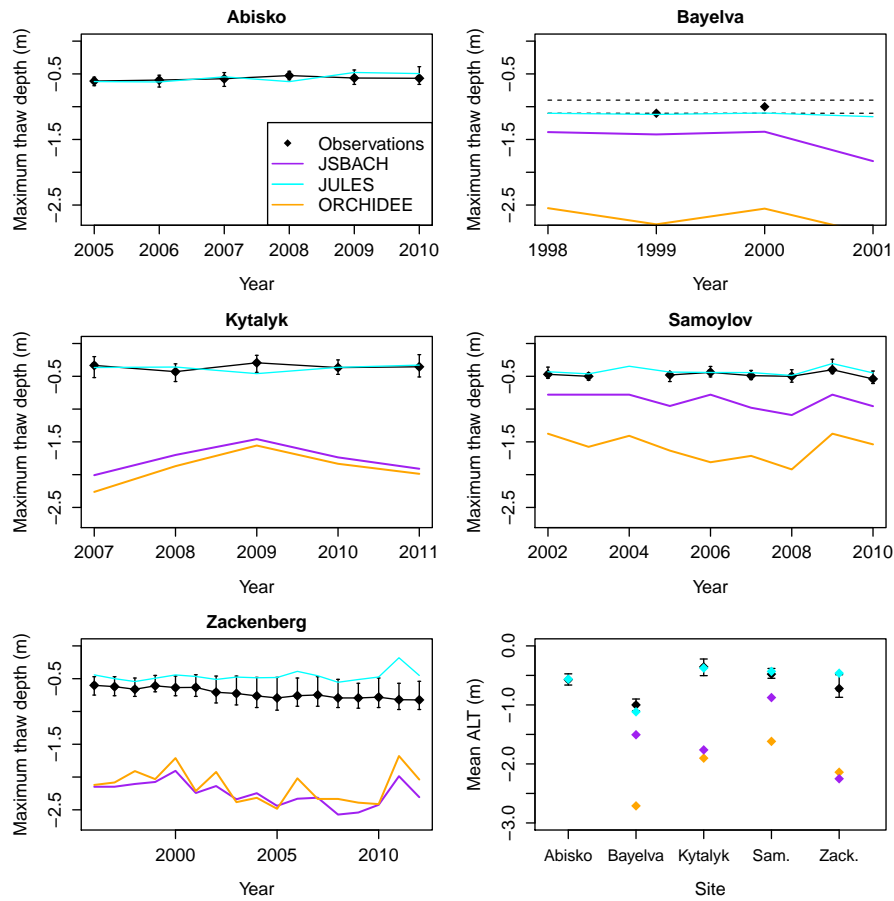 Abisko
Maximum thaw depth (m)
−0.5
−1.5
−2.5
2005 2006 2007 2008 2009 2010
Year
Observations
JSBACH
JULES
ORCHIDEE
Bayelva
Maximum thaw depth (m)
−0.5
−1.5
−2.5
1998 1999 2000 2001
Year
Kytalyk
Maximum thaw depth (m)
−0.5
−1.5
−2.5
2007 2008 2009 2010 2011
Year
Samoylov
Maximum thaw depth (m)
−0.5
−1.5
−2.5
2002 2004 2006 2008 2010
Year
Zackenberg
Maximum thaw depth (m)
−0.5
−1.5
−2.5
2000 2005 2010
Year
Mean ALT (m)
0.0
−1.0
−2.0
−3.0
Abisko Bayelva Kytalyk Sam. Zack.
Site